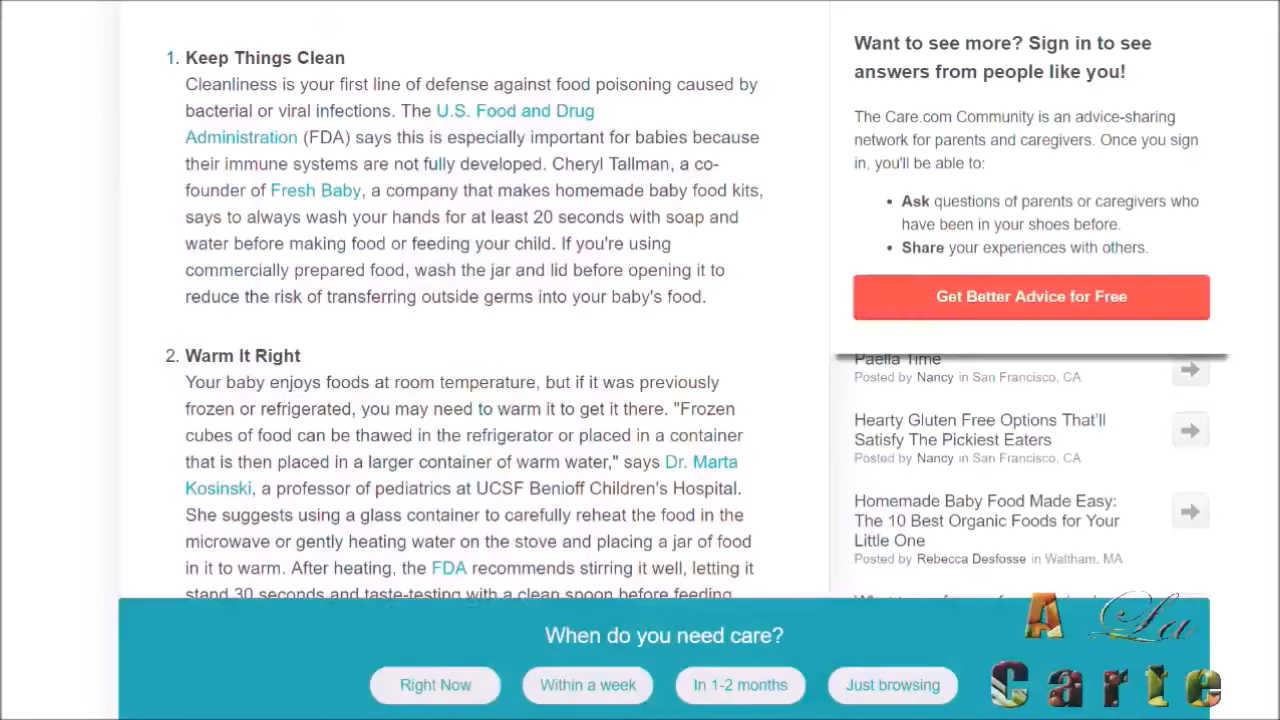 1. Keep Things Clean
Cleanliness is your first line of defense against food poisoning caused by
bacterial or viral infections. The U.S. Food and Drug
Administration (FDA) says this is especially important for babies because
their immune systems are not fully developed. Cheryl Tallman, a co-
founder of Fresh Baby, a company that makes homemade baby food kits,
says to always wash your hands for at least 20 seconds with soap and
water before making food or feeding your child. If you're using
commercially prepared food, wash the jar and lid before opening it to
reduce the risk of transferring outside germs into your baby's food.
2. Warm It Right
Your baby enjoys foods at room temperature, but if it was previously
frozen or refrigerated, you may need to warm it to get it there. "Frozen
cubes of food can be thawed in the refrigerator or placed in a container
that is then placed in a larger container of warm water," says Dr. Marta
Kosinski, a professor of pediatrics at UCSF Benioff Children's Hospital.
She suggests using a glass container to carefully reheat the food in the
microwave or gently heating water on the stove and placing a jar of food
in it to warm. After heating, the FDA recommends stirring it well, letting it
stand 30 seconds and taste-testing with a clean spoon before feeding
Want to see more? Sign in to see
answers from people like you!
The Care.com Community is an advice-sharing
network for parents and caregivers. Once you sign
in, you'll be able to:
• Ask questions of parents or caregivers who
have been in your shoes before.
• Share your experiences with others.
Get Better Advice for Free
Paella Time
Posted by Nancy in San Francisco, CA
Hearty Gluten Free Options That'll
Satisfy The Pickiest Eaters
Posted by Nancy in San Francisco, CA
Homemade Baby Food Made Easy:
The 10 Best Organic Foods for Your
Little One
Posted by Rebecca Desfosse in Waltham, MA
When do you need care?
Right Now
Within a week
In 1-2 months
Just browsing
A La
Carte